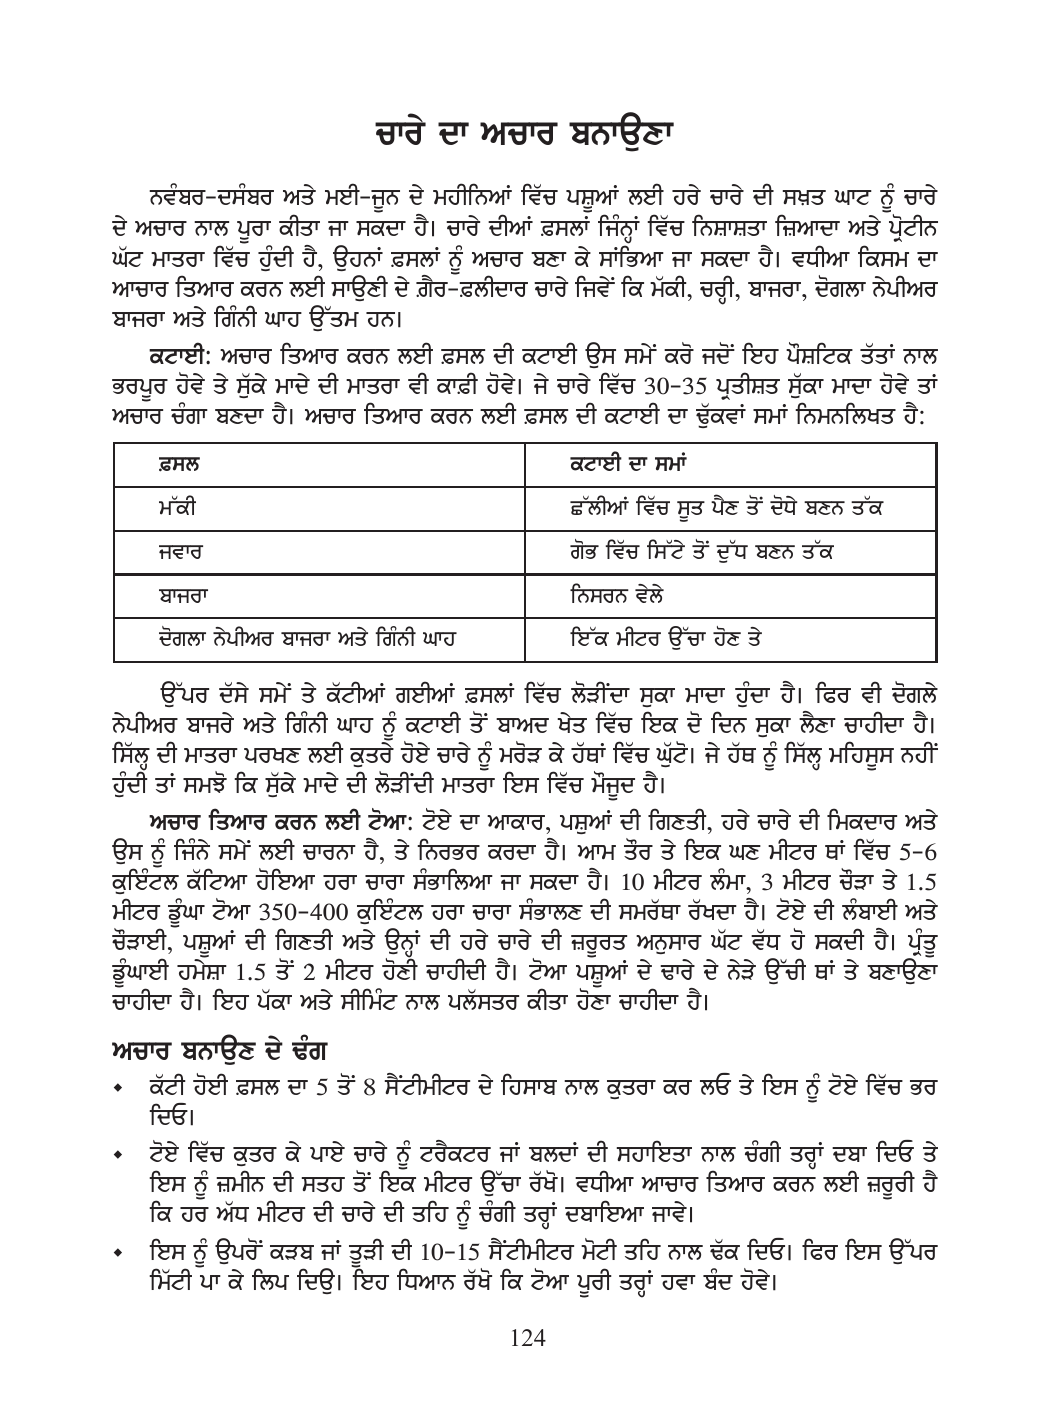 ਚਾਰੇ ਦਾ ਅਚਾਰ ਬਨਾਉਣਾ
ਨਵੰਬਰ-ਦਸੰਬਰ ਅਤੇ ਮਈ-ਜੂਨ ਦੇ ਮਹੀਨਿਆਂ ਵਿੱਚ ਪਸ਼ੂਆਂ ਲਈ ਹਰੇ ਚਾਰੇ ਦੀ ਸਖ਼ਤ ਘਾਟ ਨੂੰ ਚਾਰੇ
ਦੇ ਅਚਾਰ ਨਾਲ ਪੂਰਾ ਕੀਤਾ ਜਾ ਸਕਦਾ ਹੈ। ਚਾਰੇ ਦੀਆਂ ਫ਼ਸਲਾਂ ਜਿੰਨ੍ਹਾਂ ਵਿੱਚ ਨਿਸ਼ਾਸ਼ਤਾ ਜ਼ਿਆਦਾ ਅਤੇ ਪ੍ਰੋਟੀਨ
ਘੱਟ ਮਾਤਰਾ ਵਿੱਚ ਹੁੰਦੀ ਹੈ, ਉਹਨਾਂ ਫ਼ਸਲਾਂ ਨੂੰ ਅਚਾਰ ਬਣਾ ਕੇ ਸਾਂਭਿਆ ਜਾ ਸਕਦਾ ਹੈ। ਵਧੀਆ ਕਿਸਮ ਦਾ
ਆਚਾਰ ਤਿਆਰ ਕਰਨ ਲਈ ਸਾਉਣੀ ਦੇ ਗ਼ੈਰ-ਫ਼ਲੀਦਾਰ ਚਾਰੇ ਜਿਵੇਂ ਕਿ ਮੱਕੀ, ਚਰ੍ਹੀ, ਬਾਜਰਾ, ਦੋਗਲਾ ਨੇਪੀਅਰ
ਬਾਜਰਾ ਅਤੇ ਗਿੰਨੀ ਘਾਹ ਉੱਤਮ ਹਨ।
ਕਟਾਈ: ਅਚਾਰ ਤਿਆਰ ਕਰਨ ਲਈ ਫ਼ਸਲ ਦੀ ਕਟਾਈ ਉਸ ਸਮੇਂ ਕਰੋ ਜਦੋਂ ਇਹ ਪੌਸ਼ਟਿਕ ਤੱਤਾਂ ਨਾਲ
ਭਰਪੂਰ ਹੋਵੇ ਤੇ ਸੁੱਕੇ ਮਾਦੇ ਦੀ ਮਾਤਰਾ ਵੀ ਕਾਫ਼ੀ ਹੋਵੇ। ਜੇ ਚਾਰੇ ਵਿੱਚ 30-35 ਪ੍ਰਤੀਸ਼ਤ ਸੁੱਕਾ ਮਾਦਾ ਹੋਵੇ ਤਾਂ
ਅਚਾਰ ਚੰਗਾ ਬਣਦਾ ਹੈ। ਅਚਾਰ ਤਿਆਰ ਕਰਨ ਲਈ ਫ਼ਸਲ ਦੀ ਕਟਾਈ ਦਾ ਢੁੱਕਵਾਂ ਸਮਾਂ ਨਿਮਨਲਿਖਤ ਹੈ:
ਫ਼ਸਲ ਕਟਾਈ ਦਾ ਸਮਾਂ
ਮੱਕੀ ਛੱਲੀਆਂ ਵਿੱਚ ਸੂਤ ਪੈਣ ਤੋਂ ਦੋਧੇ ਬਣਨ ਤੱਕ
ਜਵਾਰ ਗੋਭ ਵਿੱਚ ਸਿੱਟੇ ਤੋਂ ਦੁੱਧ ਬਣਨ ਤੱਕ
ਬਾਜਰਾ ਨਿਸਰਨ ਵੇਲੇ
ਦੋਗਲਾ ਨੇਪੀਅਰ ਬਾਜਰਾ ਅਤੇ ਗਿੰਨੀ ਘਾਹ ਇੱਕ ਮੀਟਰ ਉੱਚਾ ਹੋਣ ਤੇ
ਉੱਪਰ ਦੱਸੇ ਸਮੇਂ ਤੇ ਕੱਟੀਆਂ ਗਈਆਂ ਫ਼ਸਲਾਂ ਵਿੱਚ ਲੋੜੀਂਦਾ ਸੁਕਾ ਮਾਦਾ ਹੁੰਦਾ ਹੈ। ਫਿਰ ਵੀ ਦੋਗਲੇ
ਨੇਪੀਅਰ ਬਾਜਰੇ ਅਤੇ ਗਿੰਨੀ ਘਾਹ ਨੂੰ ਕਟਾਈ ਤੋਂ ਬਾਅਦ ਖੇਤ ਵਿੱਚ ਇਕ ਦੋ ਦਿਨ ਸੁਕਾ ਲੈਣਾ ਚਾਹੀਦਾ ਹੈ।
ਸਿੱਲ੍ਹ ਦੀ ਮਾਤਰਾ ਪਰਖਣ ਲਈ ਕੁਤਰੇ ਹੋਏ ਚਾਰੇ ਨੂੰ ਮਰੋੜ ਕੇ ਹੱਥਾਂ ਵਿੱਚ ਘੁੱਟੋ। ਜੇ ਹੱਥ ਨੂੰ ਸਿੱਲ੍ਹ ਮਹਿਸੂਸ ਨਹੀਂ
ਹੁੰਦੀ ਤਾਂ ਸਮਝੋ ਕਿ ਸੁੱਕੇ ਮਾਦੇ ਦੀ ਲੋੜੀਂਦੀ ਮਾਤਰਾ ਇਸ ਵਿੱਚ ਮੌਜੂਦ ਹੈ।
ਅਚਾਰ ਤਿਆਰ ਕਰਨ ਲਈ ਟੋਆ: ਟੋਏ ਦਾ ਆਕਾਰ, ਪਸ਼ੁਆਂ ਦੀ ਗਿਣਤੀ, ਹਰੇ ਚਾਰੇ ਦੀ ਮਿਕਦਾਰ ਅਤੇ
ਉਸ ਨੂੰ ਜਿੰਨੇ ਸਮੇਂ ਲਈ ਚਾਰਨਾ ਹੈ, ਤੇ ਨਿਰਭਰ ਕਰਦਾ ਹੈ। ਆਮ ਤੌਰ ਤੇ ਇਕ ਘਣ ਮੀਟਰ ਥਾਂ ਵਿੱਚ 5-6
ਕੁਇੰਟਲ ਕੱਟਿਆ ਹੋਇਆ ਹਰਾ ਚਾਰਾ ਸੰਭਾਲਿਆ ਜਾ ਸਕਦਾ ਹੈ। 10 ਮੀਟਰ ਲੰਮਾ, 3 ਮੀਟਰ ਚੌੜਾ ਤੇ 1.5
ਮੀਟਰ ਡੂੰਘਾ ਟੋਆ 350-400 ਕੁਇੰਟਲ ਹਰਾ ਚਾਰਾ ਸੰਭਾਲਣ ਦੀ ਸਮਰੱਥਾ ਰੱਖਦਾ ਹੈ। ਟੋਏ ਦੀ ਲੰਬਾਈ ਅਤੇ
ਚੌੜਾਈ, ਪਸ਼ੂਆਂ ਦੀ ਗਿਣਤੀ ਅਤੇ ਉਨ੍ਹਾਂ ਦੀ ਹਰੇ ਚਾਰੇ ਦੀ ਜ਼ਰੂਰਤ ਅਨੁਸਾਰ ਘੱਟ ਵੱਧ ਹੋ ਸਕਦੀ ਹੈ। ਪ੍ਰੰਤੂ
ਡੂੰਘਾਈ ਹਮੇਸ਼ਾ 1.5 ਤੋਂ 2 ਮੀਟਰ ਹੋਣੀ ਚਾਹੀਦੀ ਹੈ। ਟੋਆ ਪਸ਼ੂਆਂ ਦੇ ਢਾਰੇ ਦੇ ਨੇੜੇ ਉੱਚੀ ਥਾਂ ਤੇ ਬਣਾਉਣਾ
ਚਾਹੀਦਾ ਹੈ। ਇਹ ਪੱਕਾ ਅਤੇ ਸੀਮਿੰਟ ਨਾਲ ਪਲੱਸਤਰ ਕੀਤਾ ਹੋਣਾ ਚਾਹੀਦਾ ਹੈ।
ਅਚਾਰ ਬਨਾਉਣ ਦੇ ਢੰਗ
⬥ ਕੱਟੀ ਹੋਈ ਫ਼ਸਲ ਦਾ 5 ਤੋਂ 8 ਸੈਂਟੀਮੀਟਰ ਦੇ ਹਿਸਾਬ ਨਾਲ ਕੁਤਰਾ ਕਰ ਲਓ ਤੇ ਇਸ ਨੂੰ ਟੋਏ ਵਿੱਚ ਭਰ
ਦਿਓ।
⬥ ਟੋਏ ਵਿੱਚ ਕੁਤਰ ਕੇ ਪਾਏ ਚਾਰੇ ਨੂੰ ਟਰੈਕਟਰ ਜਾਂ ਬਲਦਾਂ ਦੀ ਸਹਾਇਤਾ ਨਾਲ ਚੰਗੀ ਤਰ੍ਹਾਂ ਦਬਾ ਦਿਓ ਤੇ
ਇਸ ਨੂੰ ਜ਼ਮੀਨ ਦੀ ਸਤਹ ਤੋਂ ਇਕ ਮੀਟਰ ਉੱਚਾ ਰੱਖੋ। ਵਧੀਆ ਆਚਾਰ ਤਿਆਰ ਕਰਨ ਲਈ ਜ਼ਰੂਰੀ ਹੈ
ਕਿ ਹਰ ਅੱਧ ਮੀਟਰ ਦੀ ਚਾਰੇ ਦੀ ਤਹਿ ਨੂੰ ਚੰਗੀ ਤਰ੍ਹਾਂ ਦਬਾਇਆ ਜਾਵੇ।
⬥ ਇਸ ਨੂੰ ਉਪਰੋਂ ਕੜਬ ਜਾਂ ਤੂੜੀ ਦੀ 10-15 ਸੈਂਟੀਮੀਟਰ ਮੋਟੀ ਤਹਿ ਨਾਲ ਢੱਕ ਦਿਓ। ਫਿਰ ਇਸ ਉੱਪਰ
ਮਿੱਟੀ ਪਾ ਕੇ ਲਿਪ ਦਿਉ। ਇਹ ਧਿਆਨ ਰੱਖੋ ਕਿ ਟੋਆ ਪੂਰੀ ਤਰ੍ਹਾਂ ਹਵਾ ਬੰਦ ਹੋਵੇ।
124